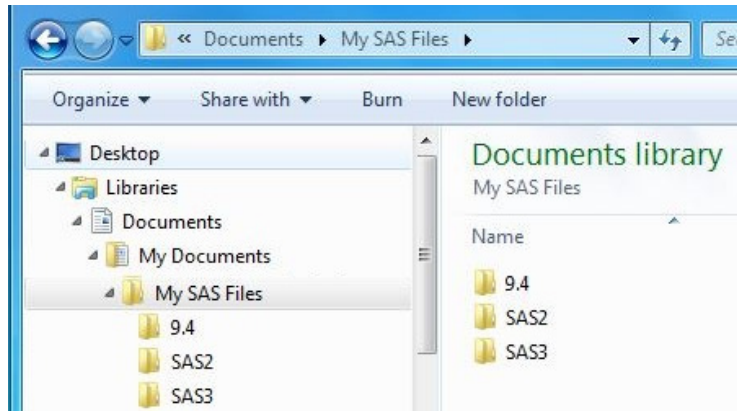 « Documents ▸ My SAS Files ▸
Organize Share with Burn New folder
Desktop
Libraries
Documents
My Documents
My SAS Files
9.4
SAS2
SAS3
Documents library
My SAS Files
Name
9.4
SAS2
SAS3